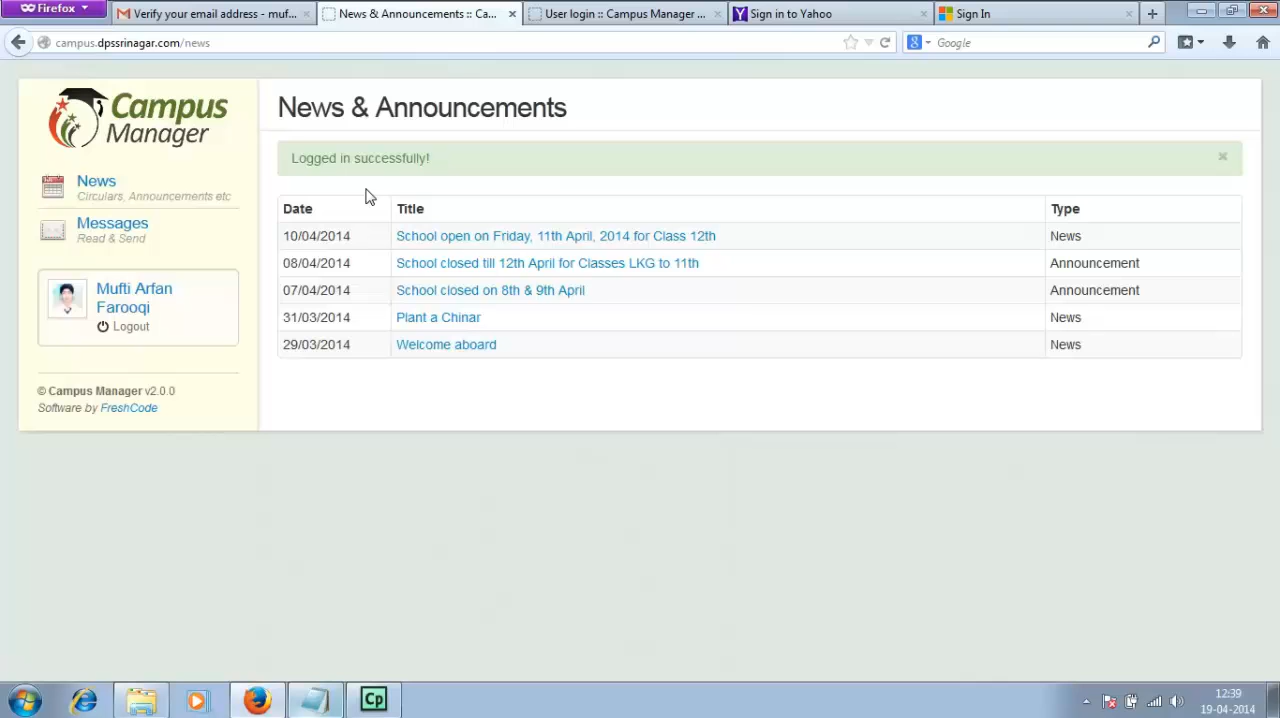 Firefox
Verify your email address - muf...
News & Announcements :: Ca...
User login :: Campus Manager ...
Sign in to Yahoo
Sign In
campus.dpssrinagar.com/news
Google
Campus
Manager
News
Circulars, Announcements etc
Messages
Read & Send
Mufti Arfan
Farooqi
Logout
© Campus Manager v2.0.0
Software by FreshCode
News & Announcements
Logged in successfully!
Date Title Type
10/04/2014 School open on Friday, 11th April, 2014 for Class 12th News
08/04/2014 School closed till 12th April for Classes LKG to 11th Announcement
07/04/2014 School closed on 8th & 9th April Announcement
31/03/2014 Plant a Chinar News
29/03/2014 Welcome aboard News
Cp
12:39
19-04-2014